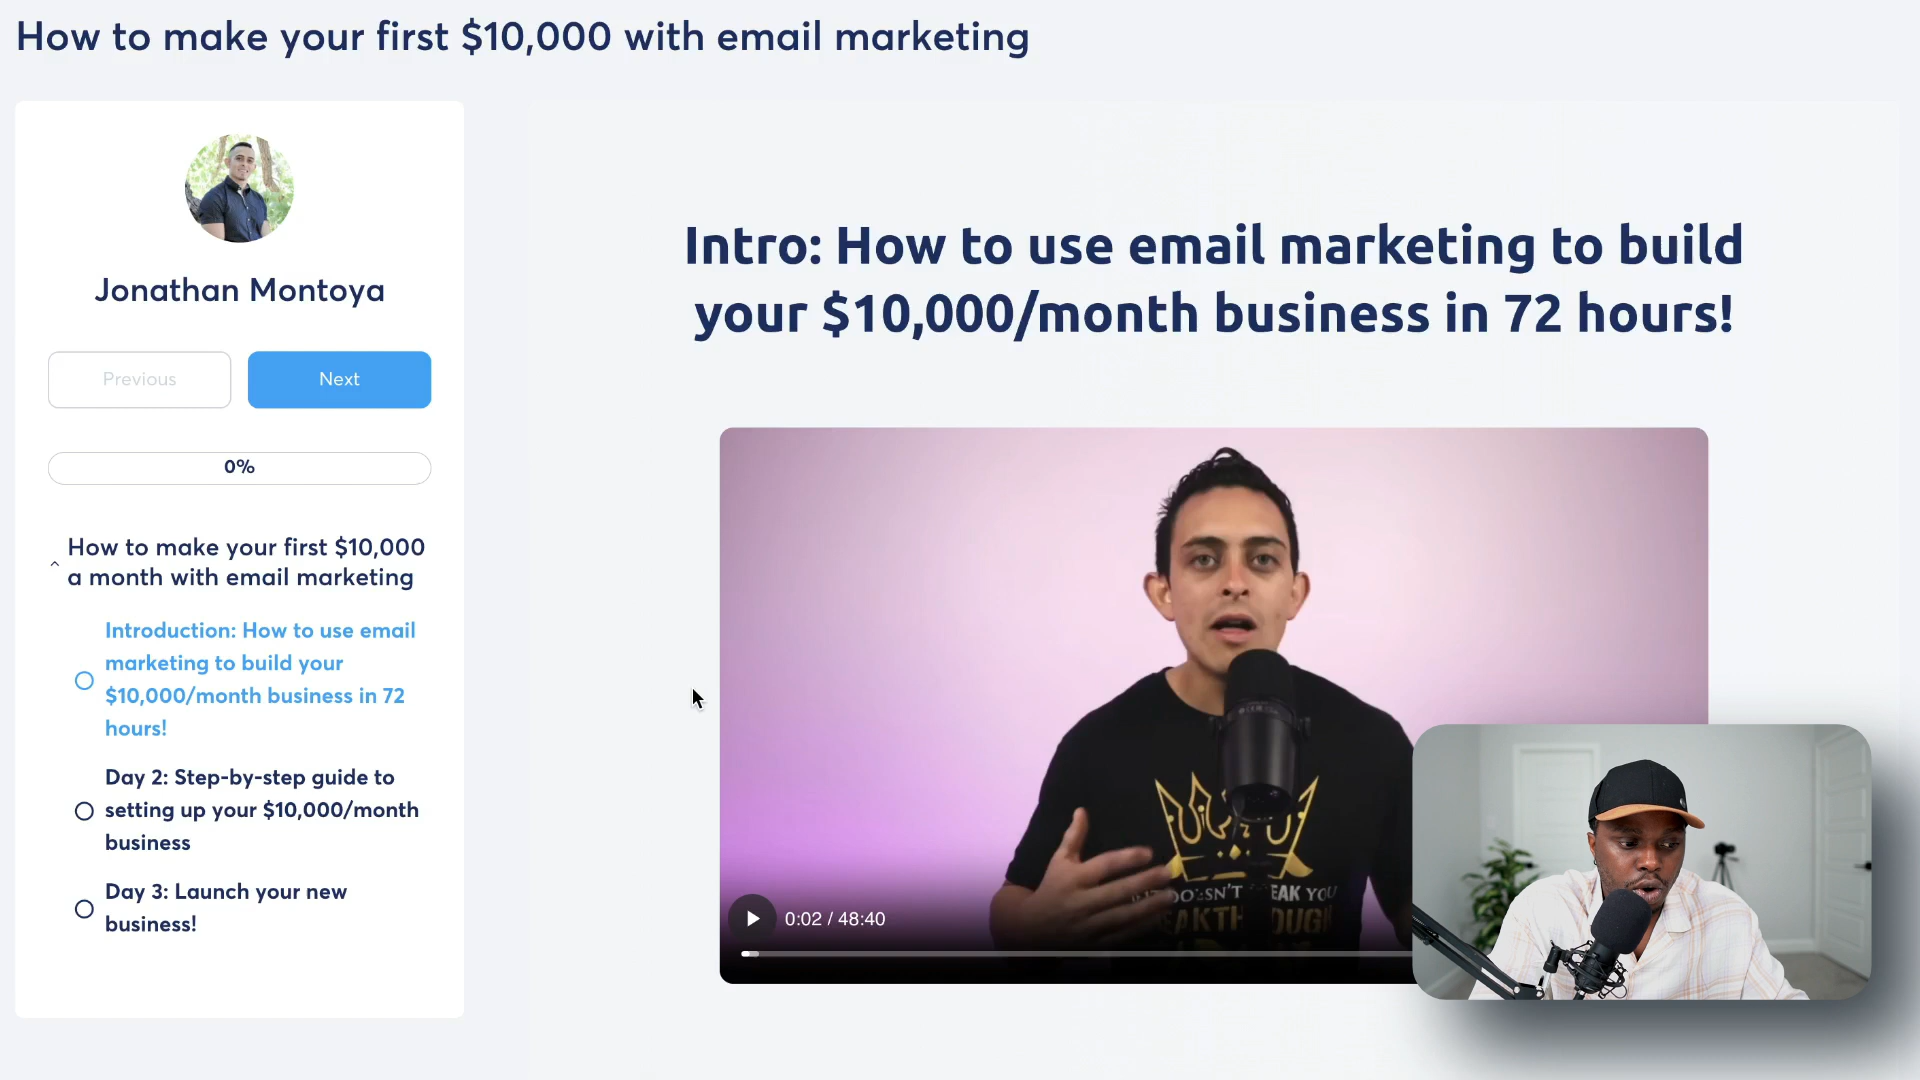 How to make your first $10,000 with email marketing
Jonathan Montoya
Previous
Next
0%
How to make your first $10,000
a month with email marketing
Introduction: How to use email
marketing to build your
$10,000/month business in 72
hours!
Day 2: Step-by-step guide to
setting up your $10,000/month
business
Day 3: Launch your new
business!
Intro: How to use email marketing to build
your $10,000/month business in 72 hours!
0:02 / 48:40